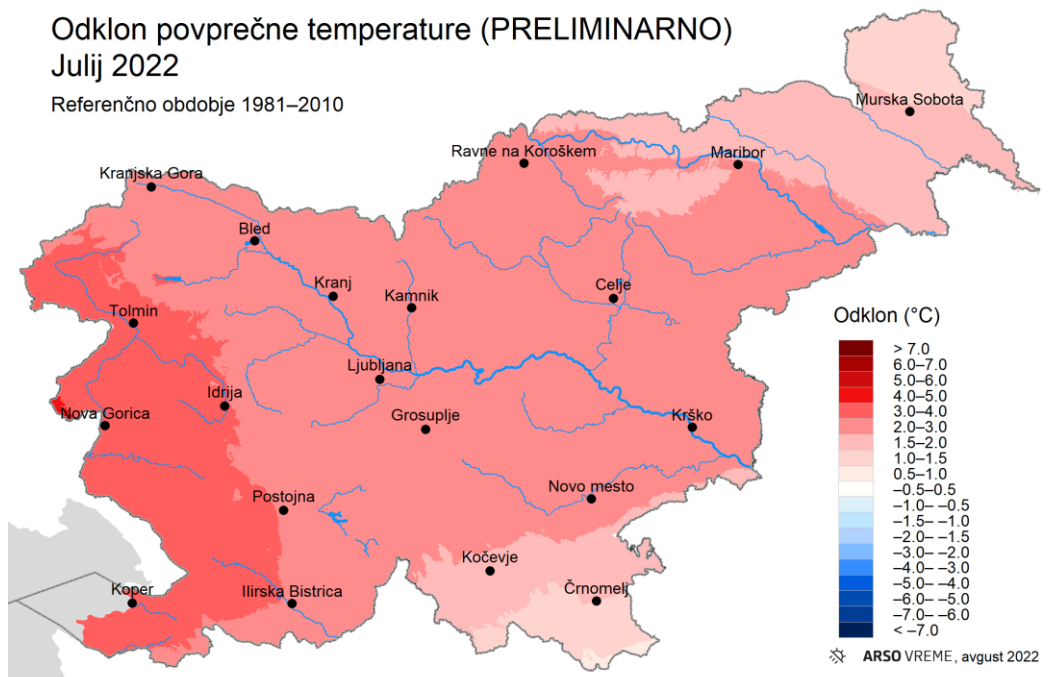 Odklon povprečne temperature (PRELIMINARNO)
Julij 2022
Referenčno obdobje 1981–2010
Murska Sobota
Ravne na Koroškem
Maribor
Kranjska Gora
Bled
Kranj
Kamnik
Celje
Tolmin
Ljubljana
Idrija
Nova Gorica
Grosuplje
Krško
Postojna
Novo mesto
Kočevje
Koper
Ilirska Bistrica
Črnomelj
Odklon (°C)
> 7.0
6.0–7.0
5.0–6.0
4.0–5.0
3.0–4.0
2.0–3.0
1.5–2.0
1.0–1.5
0.5–1.0
–0.5–0.5
–1.0– –0.5
–1.5– –1.0
–2.0– –1.5
–3.0– –2.0
–4.0– –3.0
–5.0– –4.0
–6.0– –5.0
–7.0– –6.0
< –7.0
ARSO VREME, avgust 2022